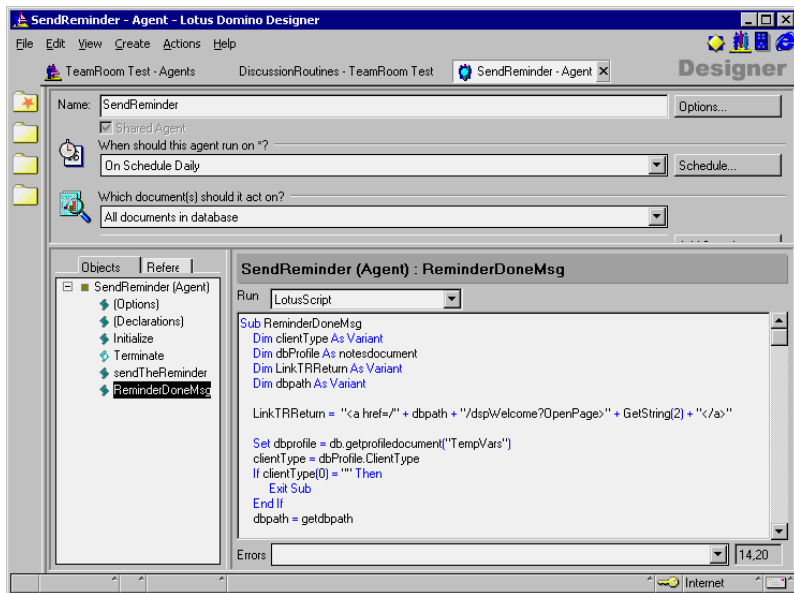 SendReminder - Agent - Lotus Domino Designer
File Edit View Create Actions Help
TeamRoom Test - Agents DiscussionRoutines - TeamRoom Test SendReminder - Agent Designer
Name: SendReminder Options...
Shared Agent
When should this agent run on *?
On Schedule Daily Schedule...
Which document(s) should it act on?
All documents in database
Objects Refere
SendReminder (Agent) : ReminderDoneMsg
SendReminder (Agent)
(Options)
(Declarations)
Initialize
Terminate
sendTheReminder
ReminderDoneMsg
Run LotusScript
Sub ReminderDoneMsg
Dim clientType As Variant
Dim dbProfile As notesdocument
Dim LinkTRReturn As Variant
Dim dbpath As Variant
LinkTRReturn = "<a href=/" + dbpath + "/dspWelcome?OpenPage>" + GetString(2) + "</a>"
Set dbprofile = db.getprofiledocument("TempVars")
clientType = dbProfile.ClientType
If clientType(0) = "" Then
Exit Sub
End If
dbpath = getdbpath
Errors 14,20
Internet